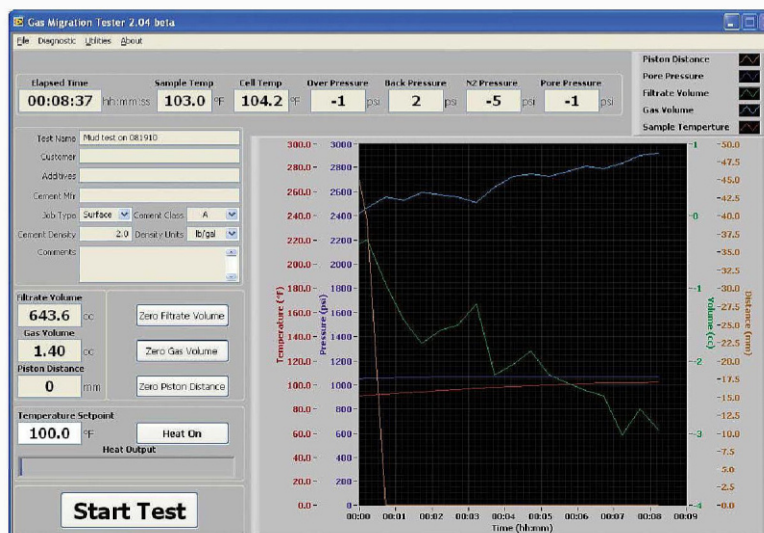 Gas Migration Tester 2.04 beta
File Diagnostic Utilities About
Elapsed Time Sample Temp Cell Temp Over Pressure Back Pressure N2 Pressure Pore Pressure
00:08:37 hh:mm:ss 103.0 °F 104.2 °F -1 psi 2 psi -5 psi -1 psi
Piston Distance
Pore Pressure
Filtrate Volume
Gas Volume
Sample Temperture
Test Name Mud test on 081910
Customer
Additives
Cement Mfr
Job Type Surface Cement Class A
Cement Density 2.0 Density Units lb/gal
Comments
Filtrate Volume
643.6 cc Zero Filtrate Volume
Gas Volume
1.40 cc Zero Gas Volume
Piston Distance
0 mm Zero Piston Distance
Temperature Setpoint
100.0 °F Heat On
Heat Output
Start Test
Temperature (°F)
300.0
280.0
260.0
240.0
220.0
200.0
180.0
160.0
140.0
120.0
100.0
80.0
60.0
40.0
20.0
0.0
Pressure (psi)
3000
2800
2600
2400
2200
2000
1800
1600
1400
1200
1000
800
600
400
200
0
1
0
-1
-2
-3
-4
Volume (cc)
50.0
47.5
45.0
42.5
40.0
37.5
35.0
32.5
30.0
27.5
25.0
22.5
20.0
17.5
15.0
12.5
10.0
7.5
5.0
2.5
0.0
Distance (mm)
00:00 00:01 00:02 00:03 00:04 00:05 00:06 00:07 00:08 00:09
Time (hh:mm)